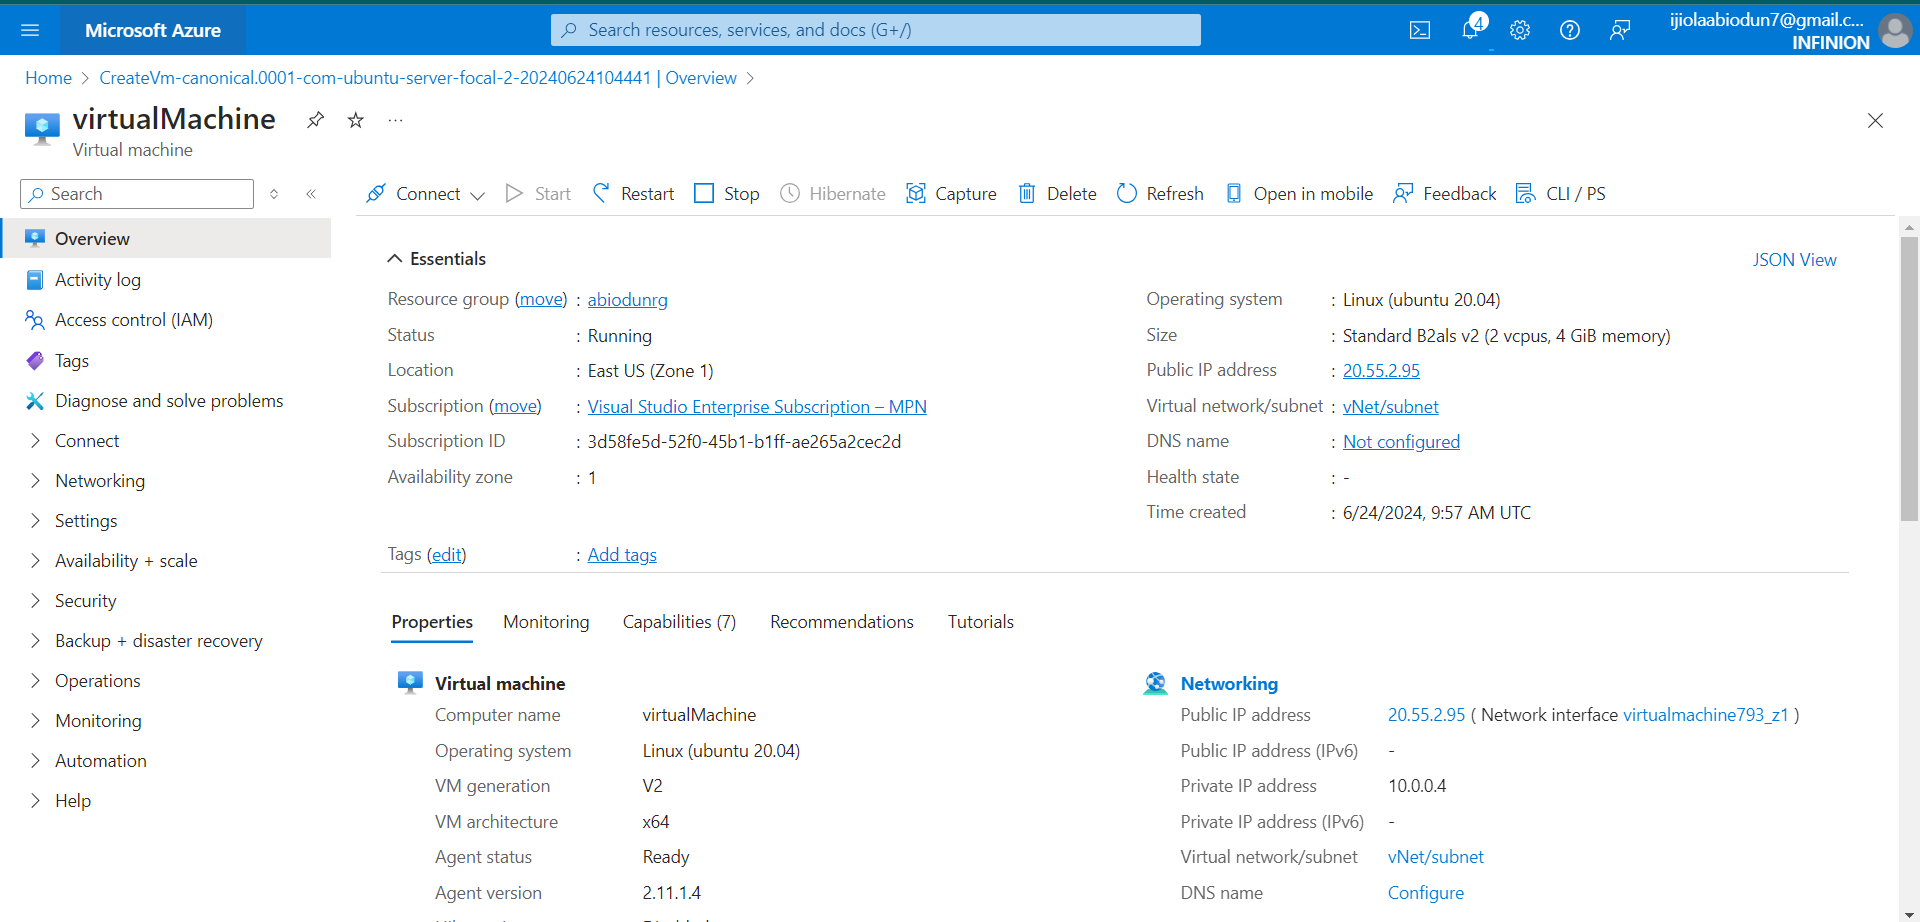 Microsoft Azure
Search resources, services, and docs (G+/)
4
ijiolaabiodun7@gmail.c...
INFINION
Home > CreateVm-canonical.0001-com-ubuntu-server-focal-2-20240624104441 | Overview >
virtualMachine
Virtual machine
Search
Connect Start Restart Stop Hibernate Capture Delete Refresh Open in mobile Feedback CLI / PS
Overview
Activity log
Access control (IAM)
Tags
Diagnose and solve problems
Connect
Networking
Settings
Availability + scale
Security
Backup + disaster recovery
Operations
Monitoring
Automation
Help
Essentials
JSON View
Resource group (move) : abiodunrg
Status : Running
Location : East US (Zone 1)
Subscription (move) : Visual Studio Enterprise Subscription – MPN
Subscription ID : 3d58fe5d-52f0-45b1-b1ff-ae265a2cec2d
Availability zone : 1
Operating system : Linux (ubuntu 20.04)
Size : Standard B2als v2 (2 vcpus, 4 GiB memory)
Public IP address : 20.55.2.95
Virtual network/subnet : vNet/subnet
DNS name : Not configured
Health state : -
Time created : 6/24/2024, 9:57 AM UTC
Tags (edit) : Add tags
Properties Monitoring Capabilities (7) Recommendations Tutorials
Virtual machine
Computer name virtualMachine
Operating system Linux (ubuntu 20.04)
VM generation V2
VM architecture x64
Agent status Ready
Agent version 2.11.1.4
Networking
Public IP address 20.55.2.95 ( Network interface virtualmachine793_z1 )
Public IP address (IPv6) -
Private IP address 10.0.0.4
Private IP address (IPv6) -
Virtual network/subnet vNet/subnet
DNS name Configure